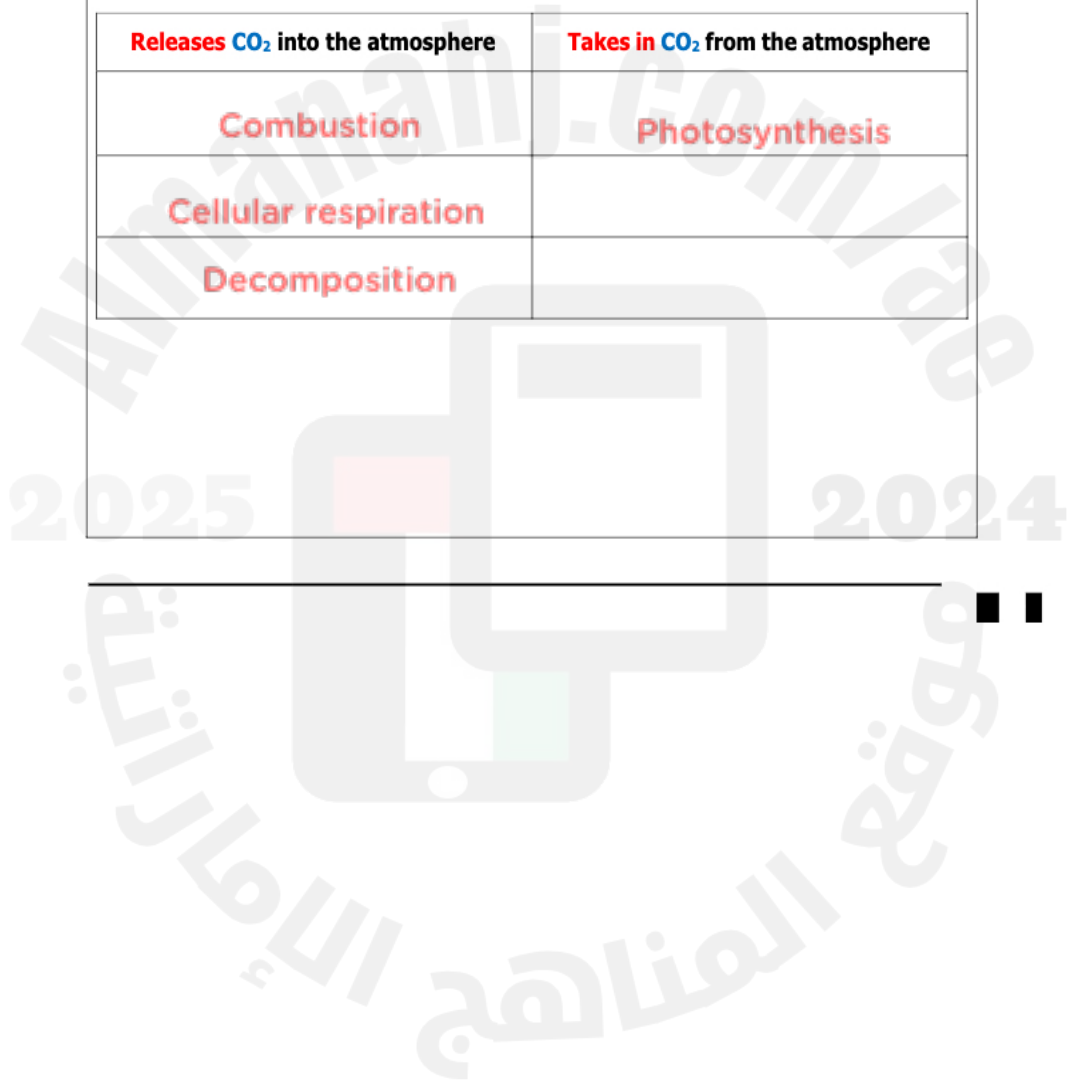 Releases CO₂ into the atmosphere
Takes in CO₂ from the atmosphere
Combustion
Photosynthesis
Cellular respiration
Decomposition
Almanahj.com/ae
2025
2024
موقع المناهج الإماراتية